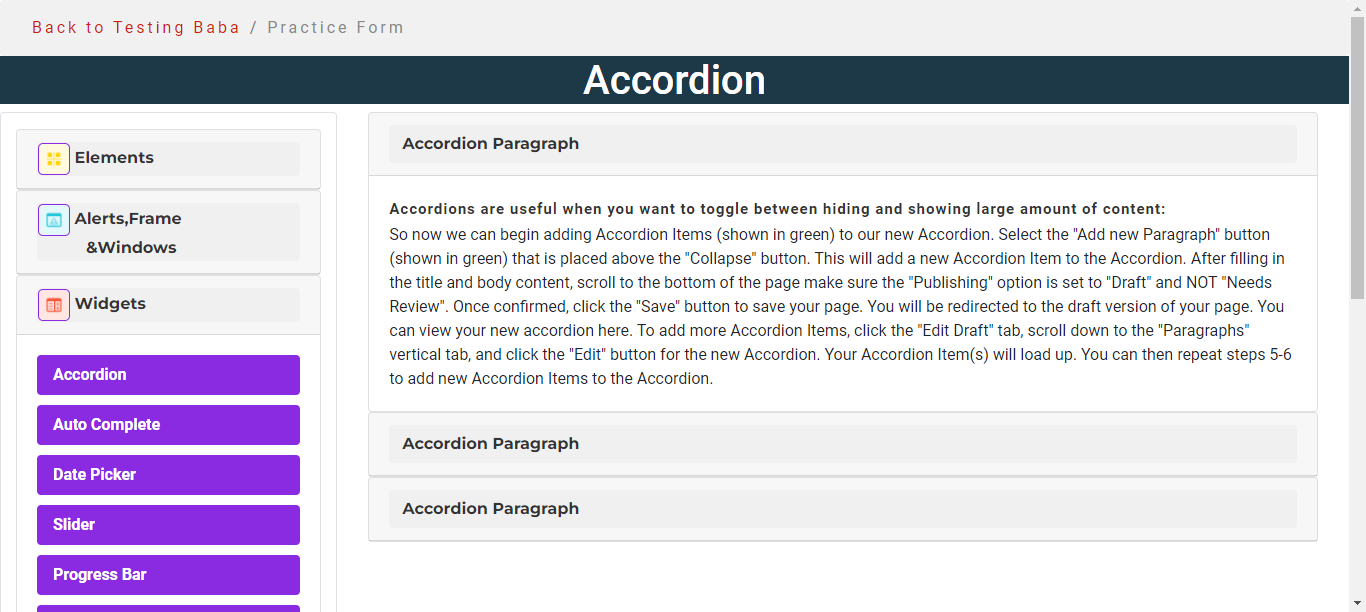 Back to Testing Baba / Practice Form
Accordion
Elements
Alerts,Frame
&Windows
Widgets
Accordion
Auto Complete
Date Picker
Slider
Progress Bar
Accordion Paragraph
Accordions are useful when you want to toggle between hiding and showing large amount of content:
So now we can begin adding Accordion Items (shown in green) to our new Accordion. Select the "Add new Paragraph" button
(shown in green) that is placed above the "Collapse" button. This will add a new Accordion Item to the Accordion. After filling in
the title and body content, scroll to the bottom of the page make sure the "Publishing" option is set to "Draft" and NOT "Needs
Review". Once confirmed, click the "Save" button to save your page. You will be redirected to the draft version of your page. You
can view your new accordion here. To add more Accordion Items, click the "Edit Draft" tab, scroll down to the "Paragraphs"
vertical tab, and click the "Edit" button for the new Accordion. Your Accordion Item(s) will load up. You can then repeat steps 5-6
to add new Accordion Items to the Accordion.
Accordion Paragraph
Accordion Paragraph